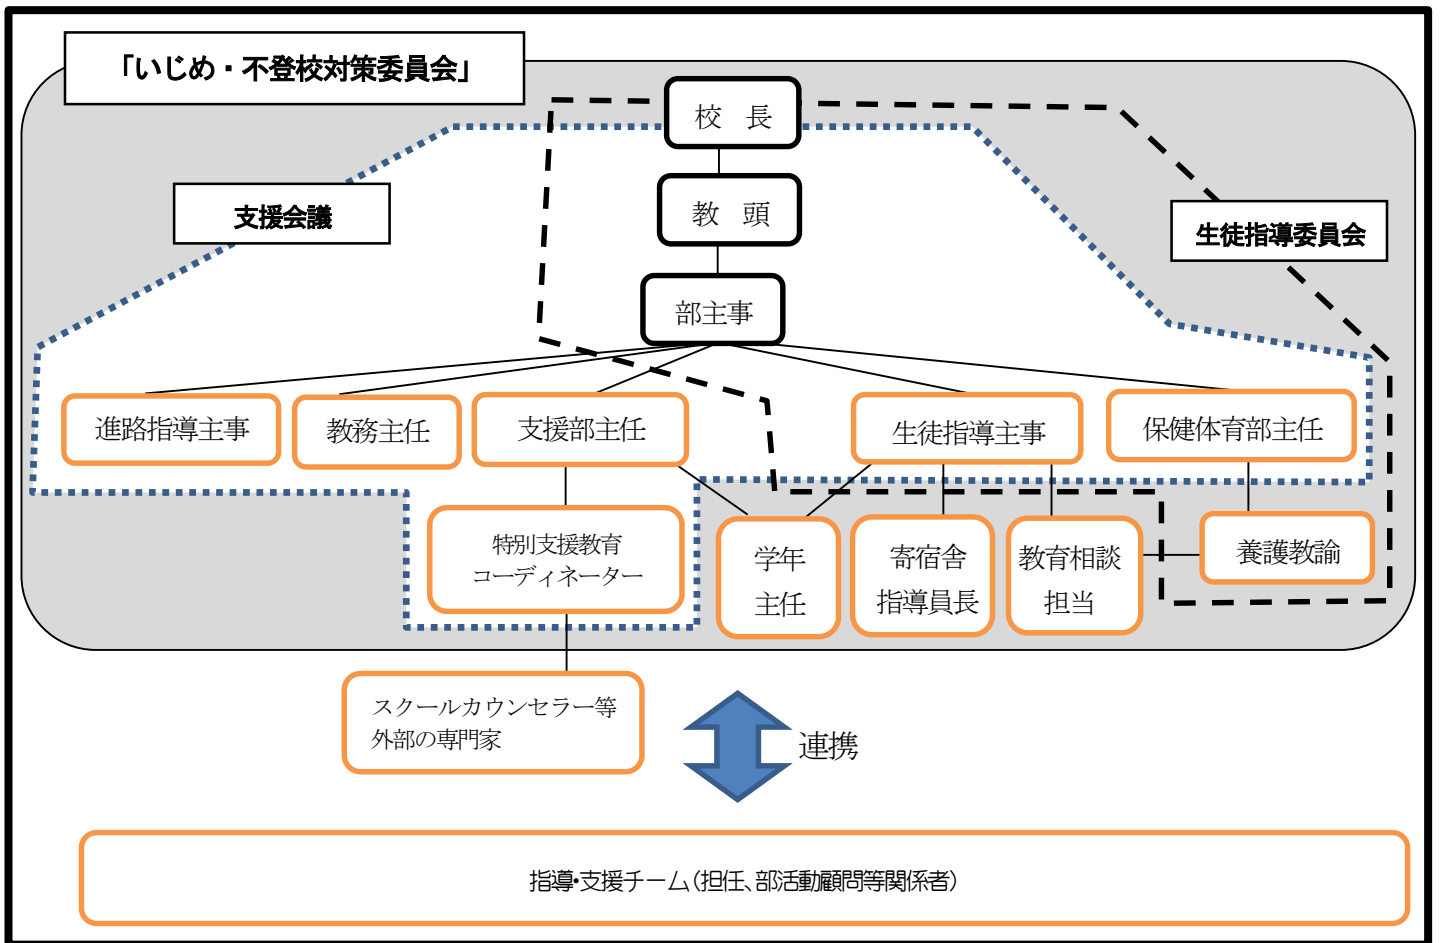 「いじめ・不登校対策委員会」
校　長
支援会議
教　頭
生徒指導委員会
部主事
進路指導主事
教務主任
支援部主任
生徒指導主事
保健体育部主任
特別支援教育
コーディネーター
学年
主任
寄宿舎
指導員長
教育相談
担当
養護教諭
スクールカウンセラー等
外部の専門家
連携
指導・支援チーム（担任、部活動顧問等関係者）